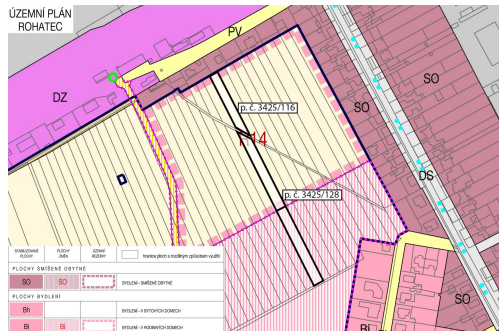 ÚZEMNÍ PLÁN
ROHATEC
PV
DZ
SO
p. č. 3425/116
SO
p. č. 3425/128
DS
SO
SO
Bi
STABILIZOVANÉ PLOCHY
PLOCHY ZMĚN
ÚZEMNÍ REZERVY
hranice ploch s rozdílným způsobem využití
PLOCHY SMÍŠENÉ OBYTNÉ
SO SO BYDLENÍ - SMÍŠENÉ OBYTNÉ
PLOCHY BYDLENÍ
Bh BYDLENÍ - V BYTOVÝCH DOMECH
Bi Bi BYDLENÍ - V RODINNÝCH DOMECH